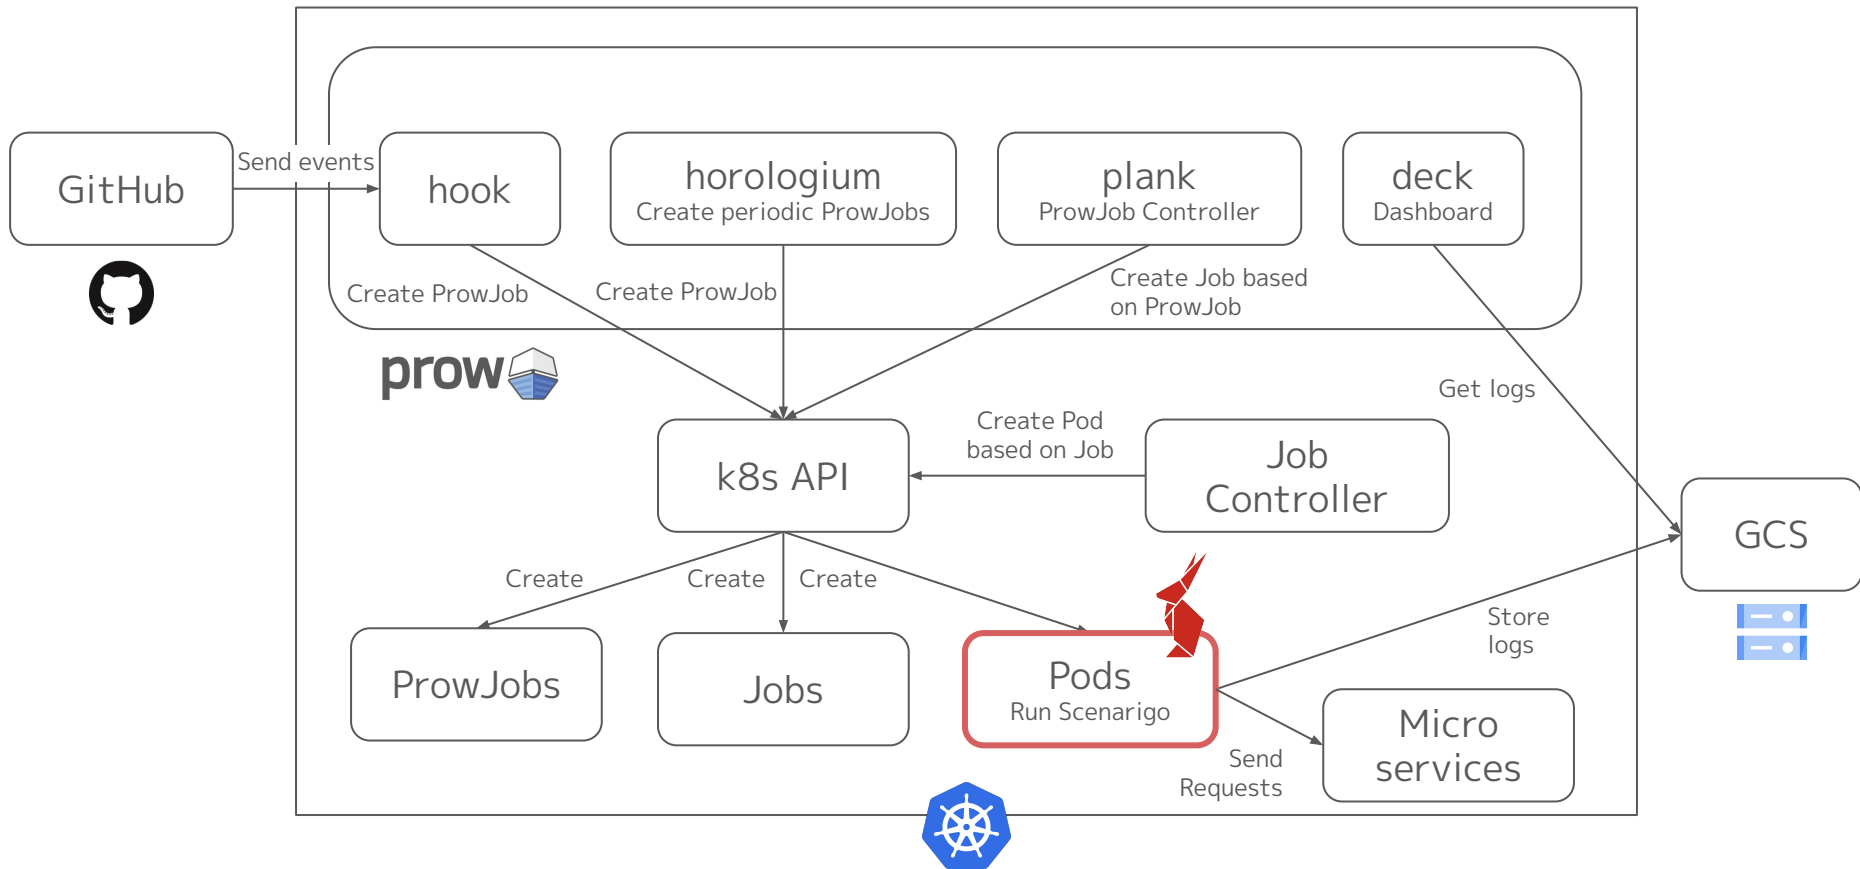 GitHub
Send events
hook
horologium
Create periodic ProwJobs
plank
ProwJob Controller
deck
Dashboard
Create ProwJob
Create ProwJob
Create Job based
on ProwJob
prow
Get logs
k8s API
Create Pod
based on Job
Job
Controller
GCS
Create
Create
Create
ProwJobs
Jobs
Pods
Run Scenarigo
Store
logs
Send
Requests
Micro
services